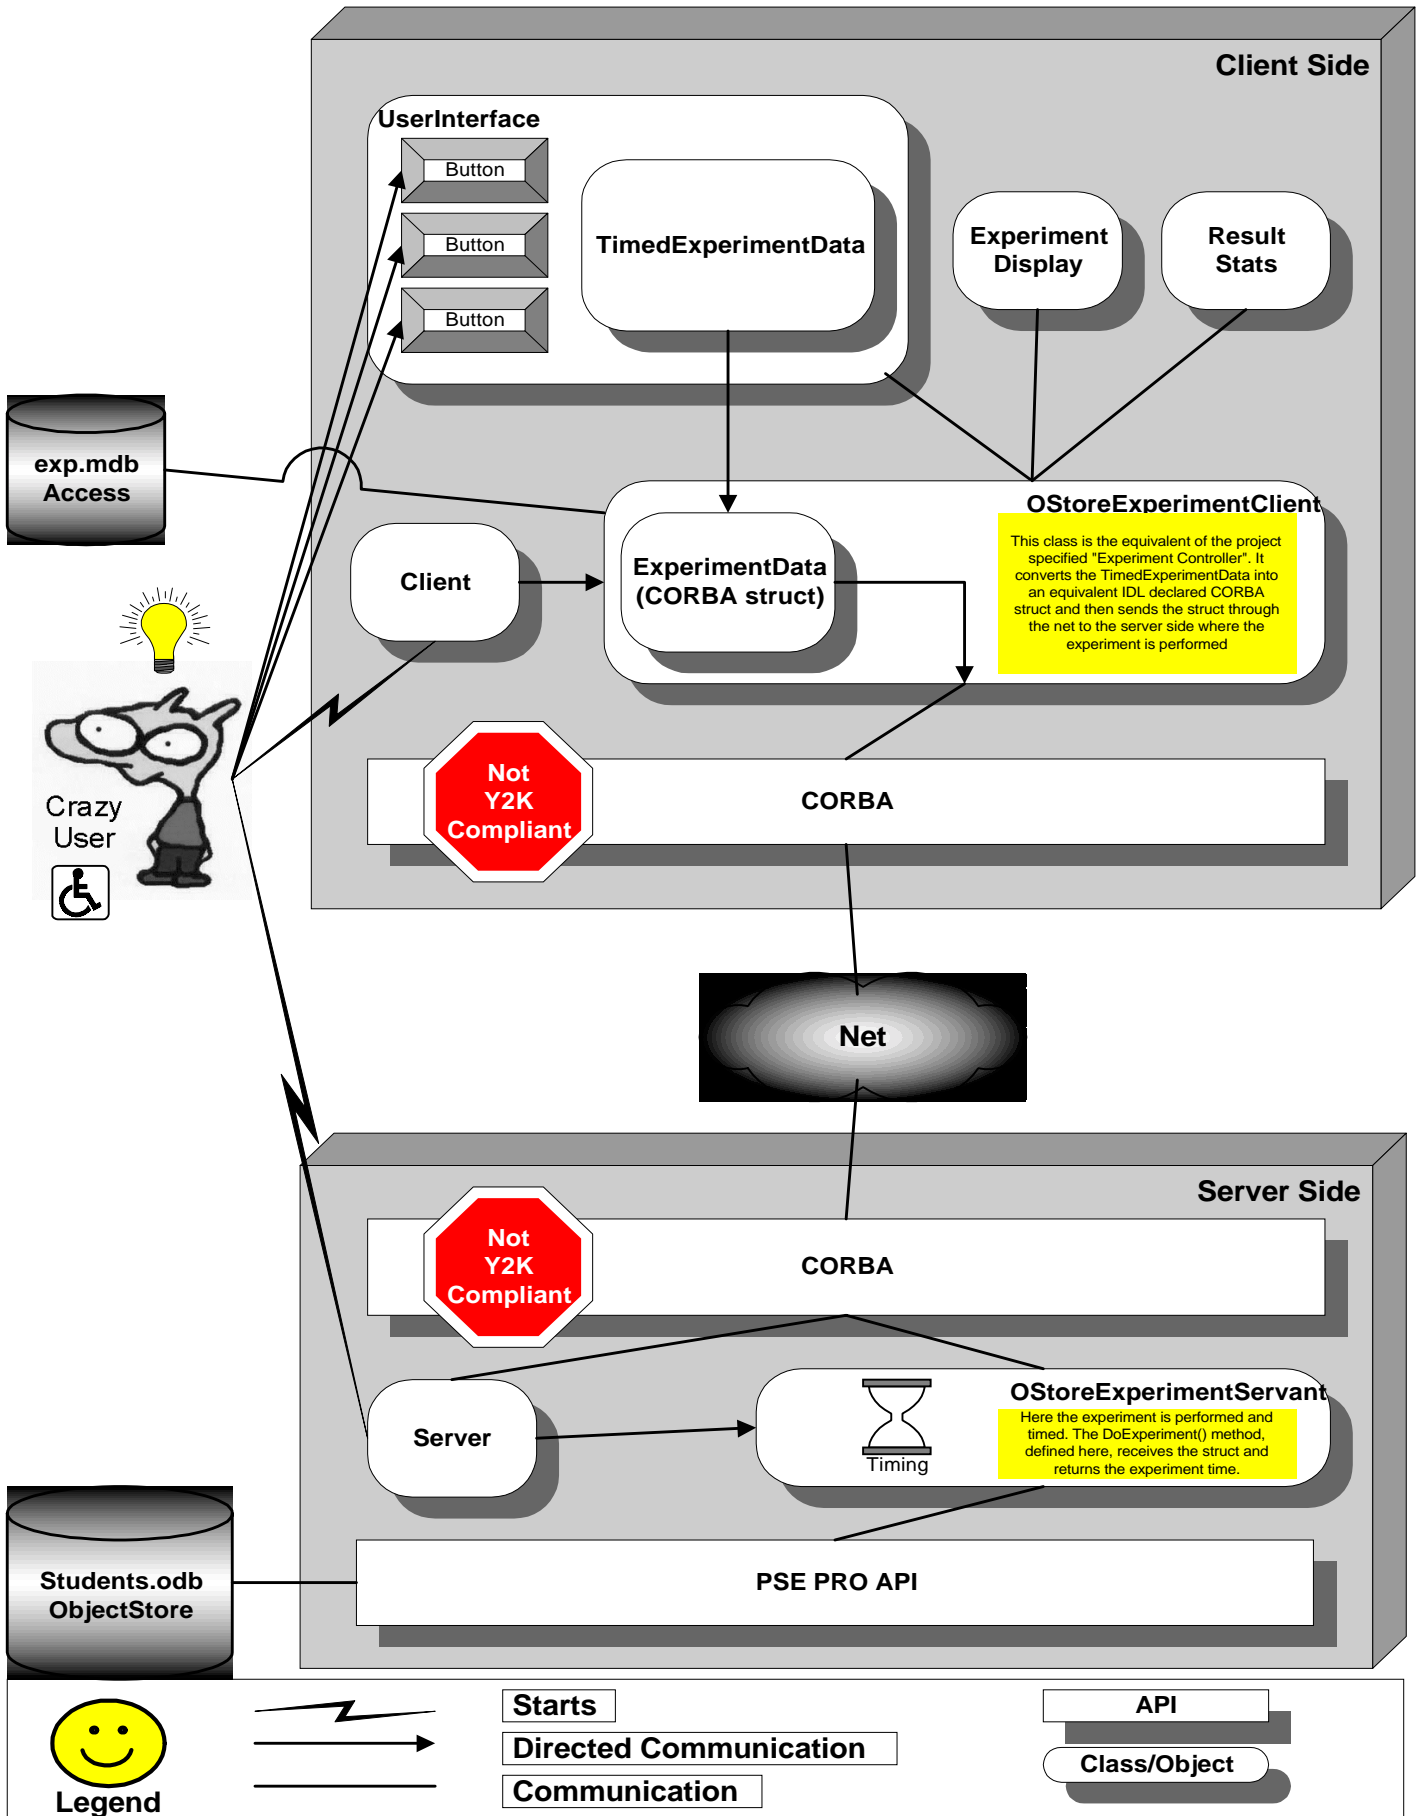 Client Side
UserInterface
Button
Button
Button
TimedExperimentData
Experiment
Display
Result
Stats
exp.mdb
Access
OStoreExperimentClient
This class is the equivalent of the project
specified "Experiment Controller". It
converts the TimedExperimentData into
an equivalent IDL declared CORBA
struct and then sends the struct through
the net to the server side where the
experiment is performed
Client
ExperimentData
(CORBA struct)
Crazy
User
Not
Y2K
Compliant
CORBA
Net
Server Side
Not
Y2K
Compliant
CORBA
Server
Timing
OStoreExperimentServant
Here the experiment is performed and
timed. The DoExperiment() method,
defined here, receives the struct and
returns the experiment time.
Students.odb
ObjectStore
PSE PRO API
Legend
Starts
Directed Communication
Communication
API
Class/Object